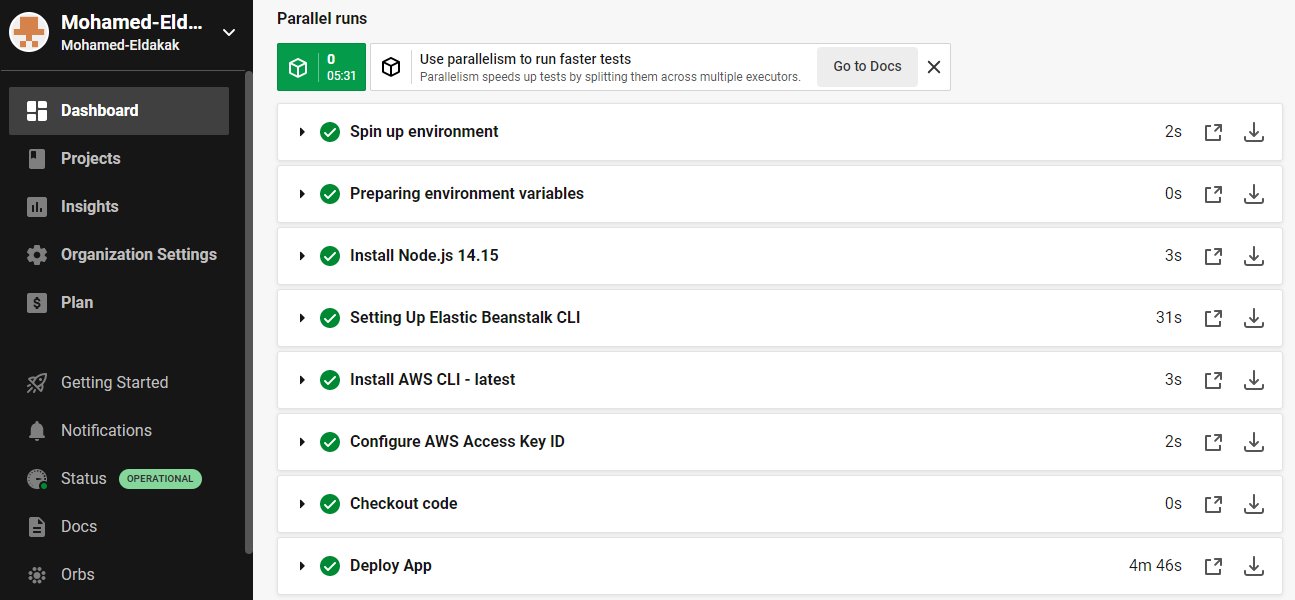 Mohamed-Eld...
Mohamed-Eldakak
Dashboard
Projects
Insights
Organization Settings
Plan
Getting Started
Notifications
Status OPERATIONAL
Docs
Orbs
Parallel runs
0
05:31
Use parallelism to run faster tests
Parallelism speeds up tests by splitting them across multiple executors.
Go to Docs
Spin up environment 2s
Preparing environment variables 0s
Install Node.js 14.15 3s
Setting Up Elastic Beanstalk CLI 31s
Install AWS CLI - latest 3s
Configure AWS Access Key ID 2s
Checkout code 0s
Deploy App 4m 46s